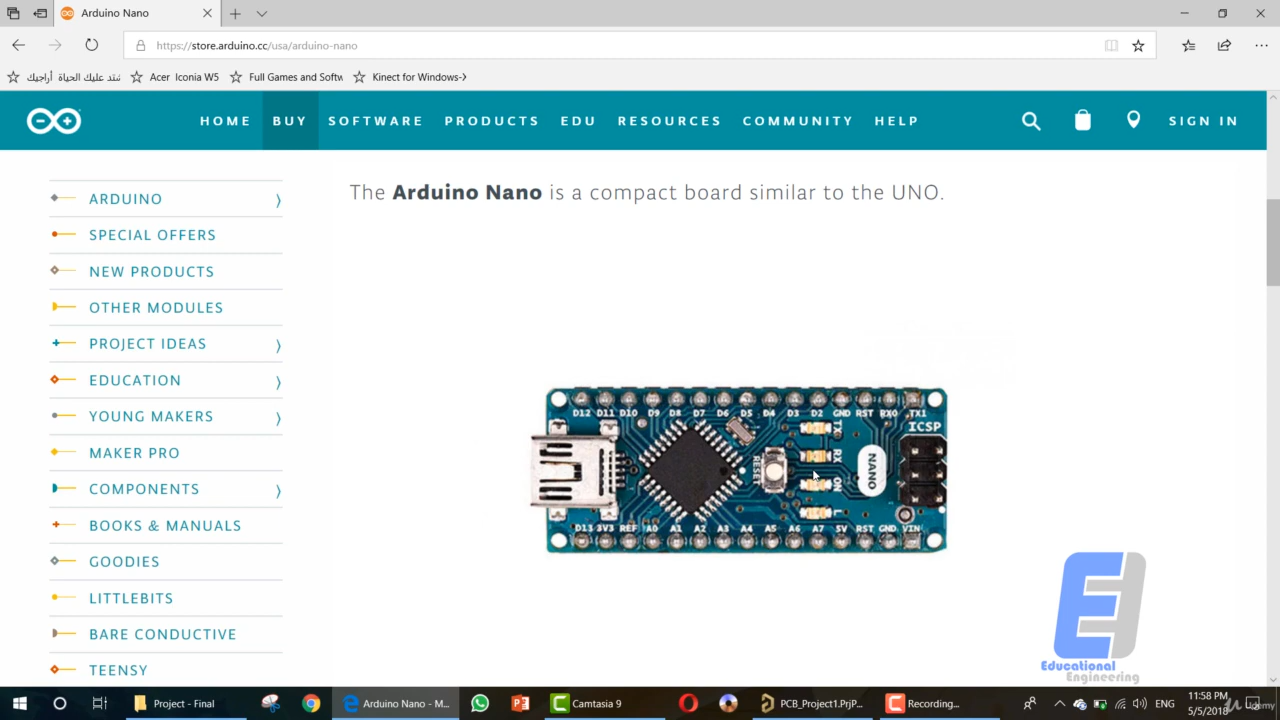 Arduino Nano
https://store.arduino.cc/usa/arduino-nano
شتد عليك الحياة أراجيك
Acer Iconia W5
Full Games and Softw
Kinect for Windows->
HOME BUY SOFTWARE PRODUCTS EDU RESOURCES COMMUNITY HELP SIGN IN
The Arduino Nano is a compact board similar to the UNO.
ARDUINO
SPECIAL OFFERS
NEW PRODUCTS
OTHER MODULES
PROJECT IDEAS
EDUCATION
YOUNG MAKERS
MAKER PRO
COMPONENTS
BOOKS & MANUALS
GOODIES
LITTLEBITS
BARE CONDUCTIVE
TEENSY
D12 D11 D10 D9 D8 D7 D6 D5 D4 D3 D2 GND RST RX0 TX1
ICSP
TX
RX
ON
L
RESET
NANO
D13 3V3 REF A0 A1 A2 A3 A4 A5 A6 A7 5V RST GND VIN
Educational
Engineering
Project - Final
Arduino Nano - M...
Camtasia 9
PCB_Project1.PrjP...
Recording...
ENG
11:58 PM
5/5/2018
Udemy